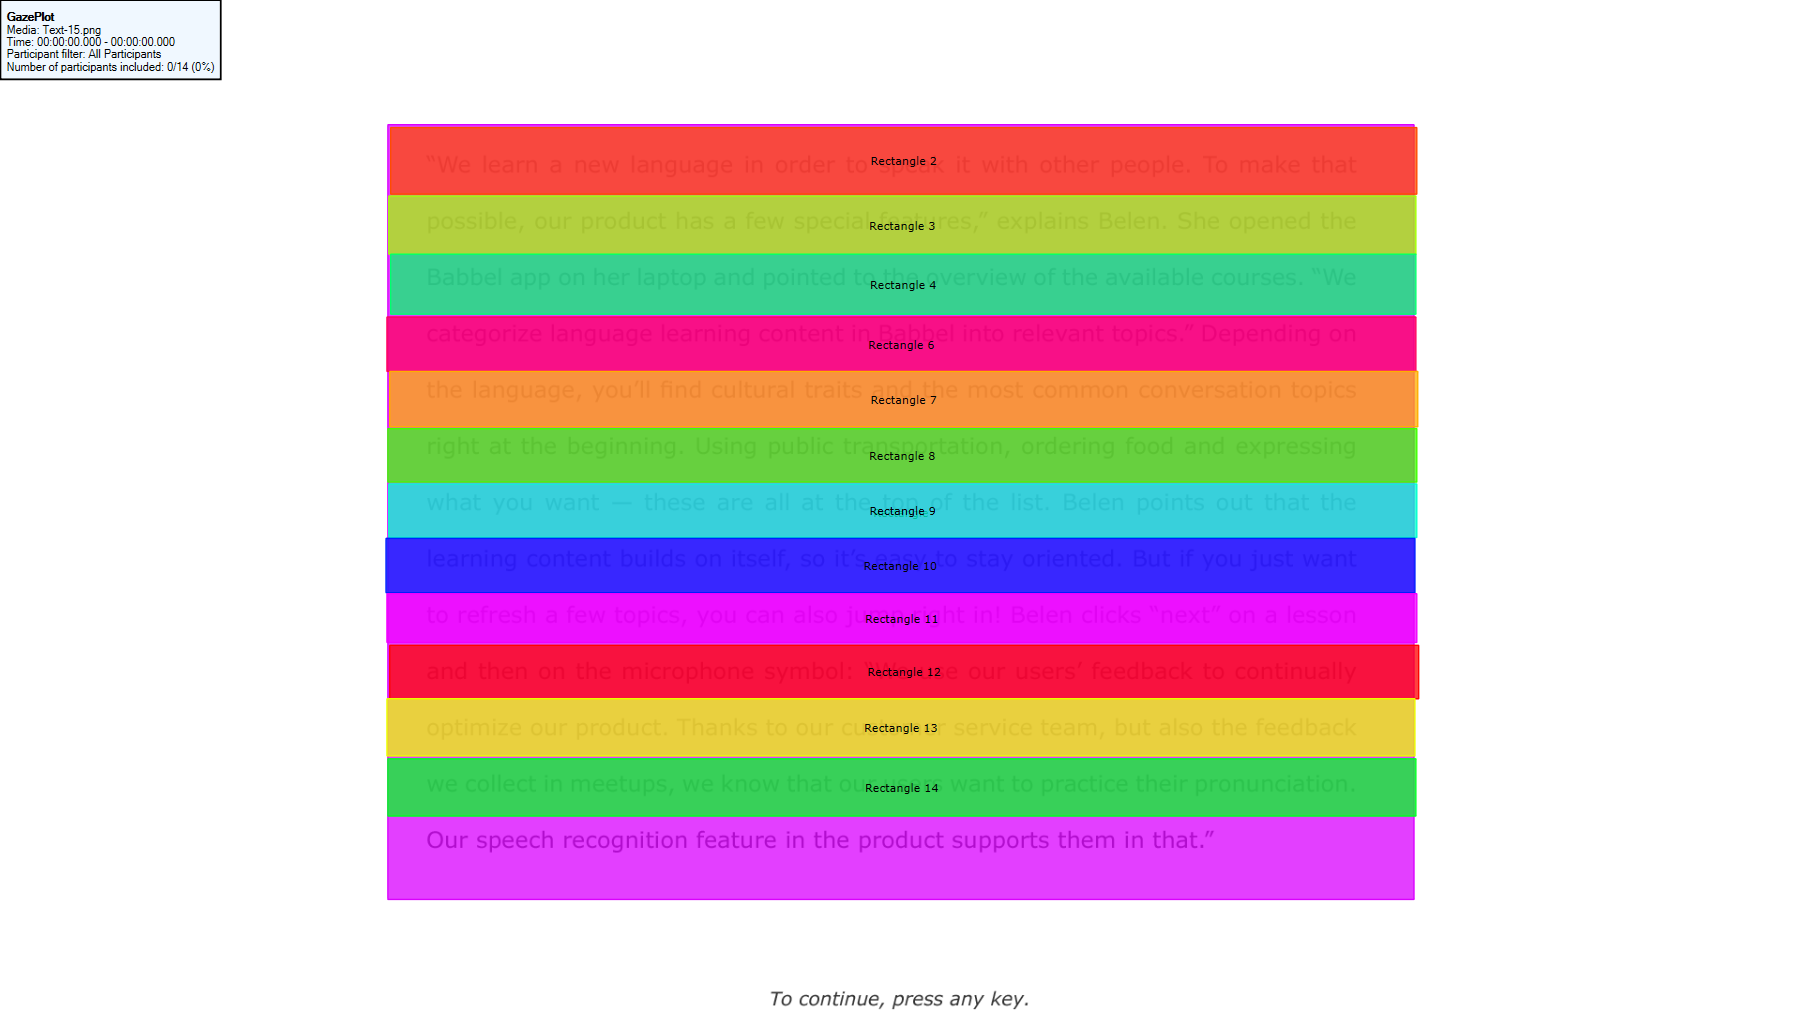 GazePlot
Media: Text-15.png
Time: 00:00:00.000 - 00:00:00.000
Participant filter: All Participants
Number of participants included: 0/14 (0%)
“We learn a new language in order to speak it with other people. To make that
Rectangle 2
possible, our product has a few special features,” explains Belen. She opened the
Rectangle 3
Babbel app on her laptop and pointed to the overview of the available courses. “We
Rectangle 4
categorize language learning content in Babbel into relevant topics.” Depending on
Rectangle 6
the language, you’ll find cultural traits and the most common conversation topics
Rectangle 7
right at the beginning. Using public transportation, ordering food and expressing
Rectangle 8
what you want — these are all at the top of the list. Belen points out that the
Rectangle 9
learning content builds on itself, so it’s easy to stay oriented. But if you just want
Rectangle 10
to refresh a few topics, you can also jump right in! Belen clicks “next” on a lesson
Rectangle 11
and then on the microphone symbol: “We use our users’ feedback to continually
Rectangle 12
optimize our product. Thanks to our customer service team, but also the feedback
Rectangle 13
we collect in meetups, we know that our users want to practice their pronunciation.
Rectangle 14
Our speech recognition feature in the product supports them in that.”
To continue, press any key.